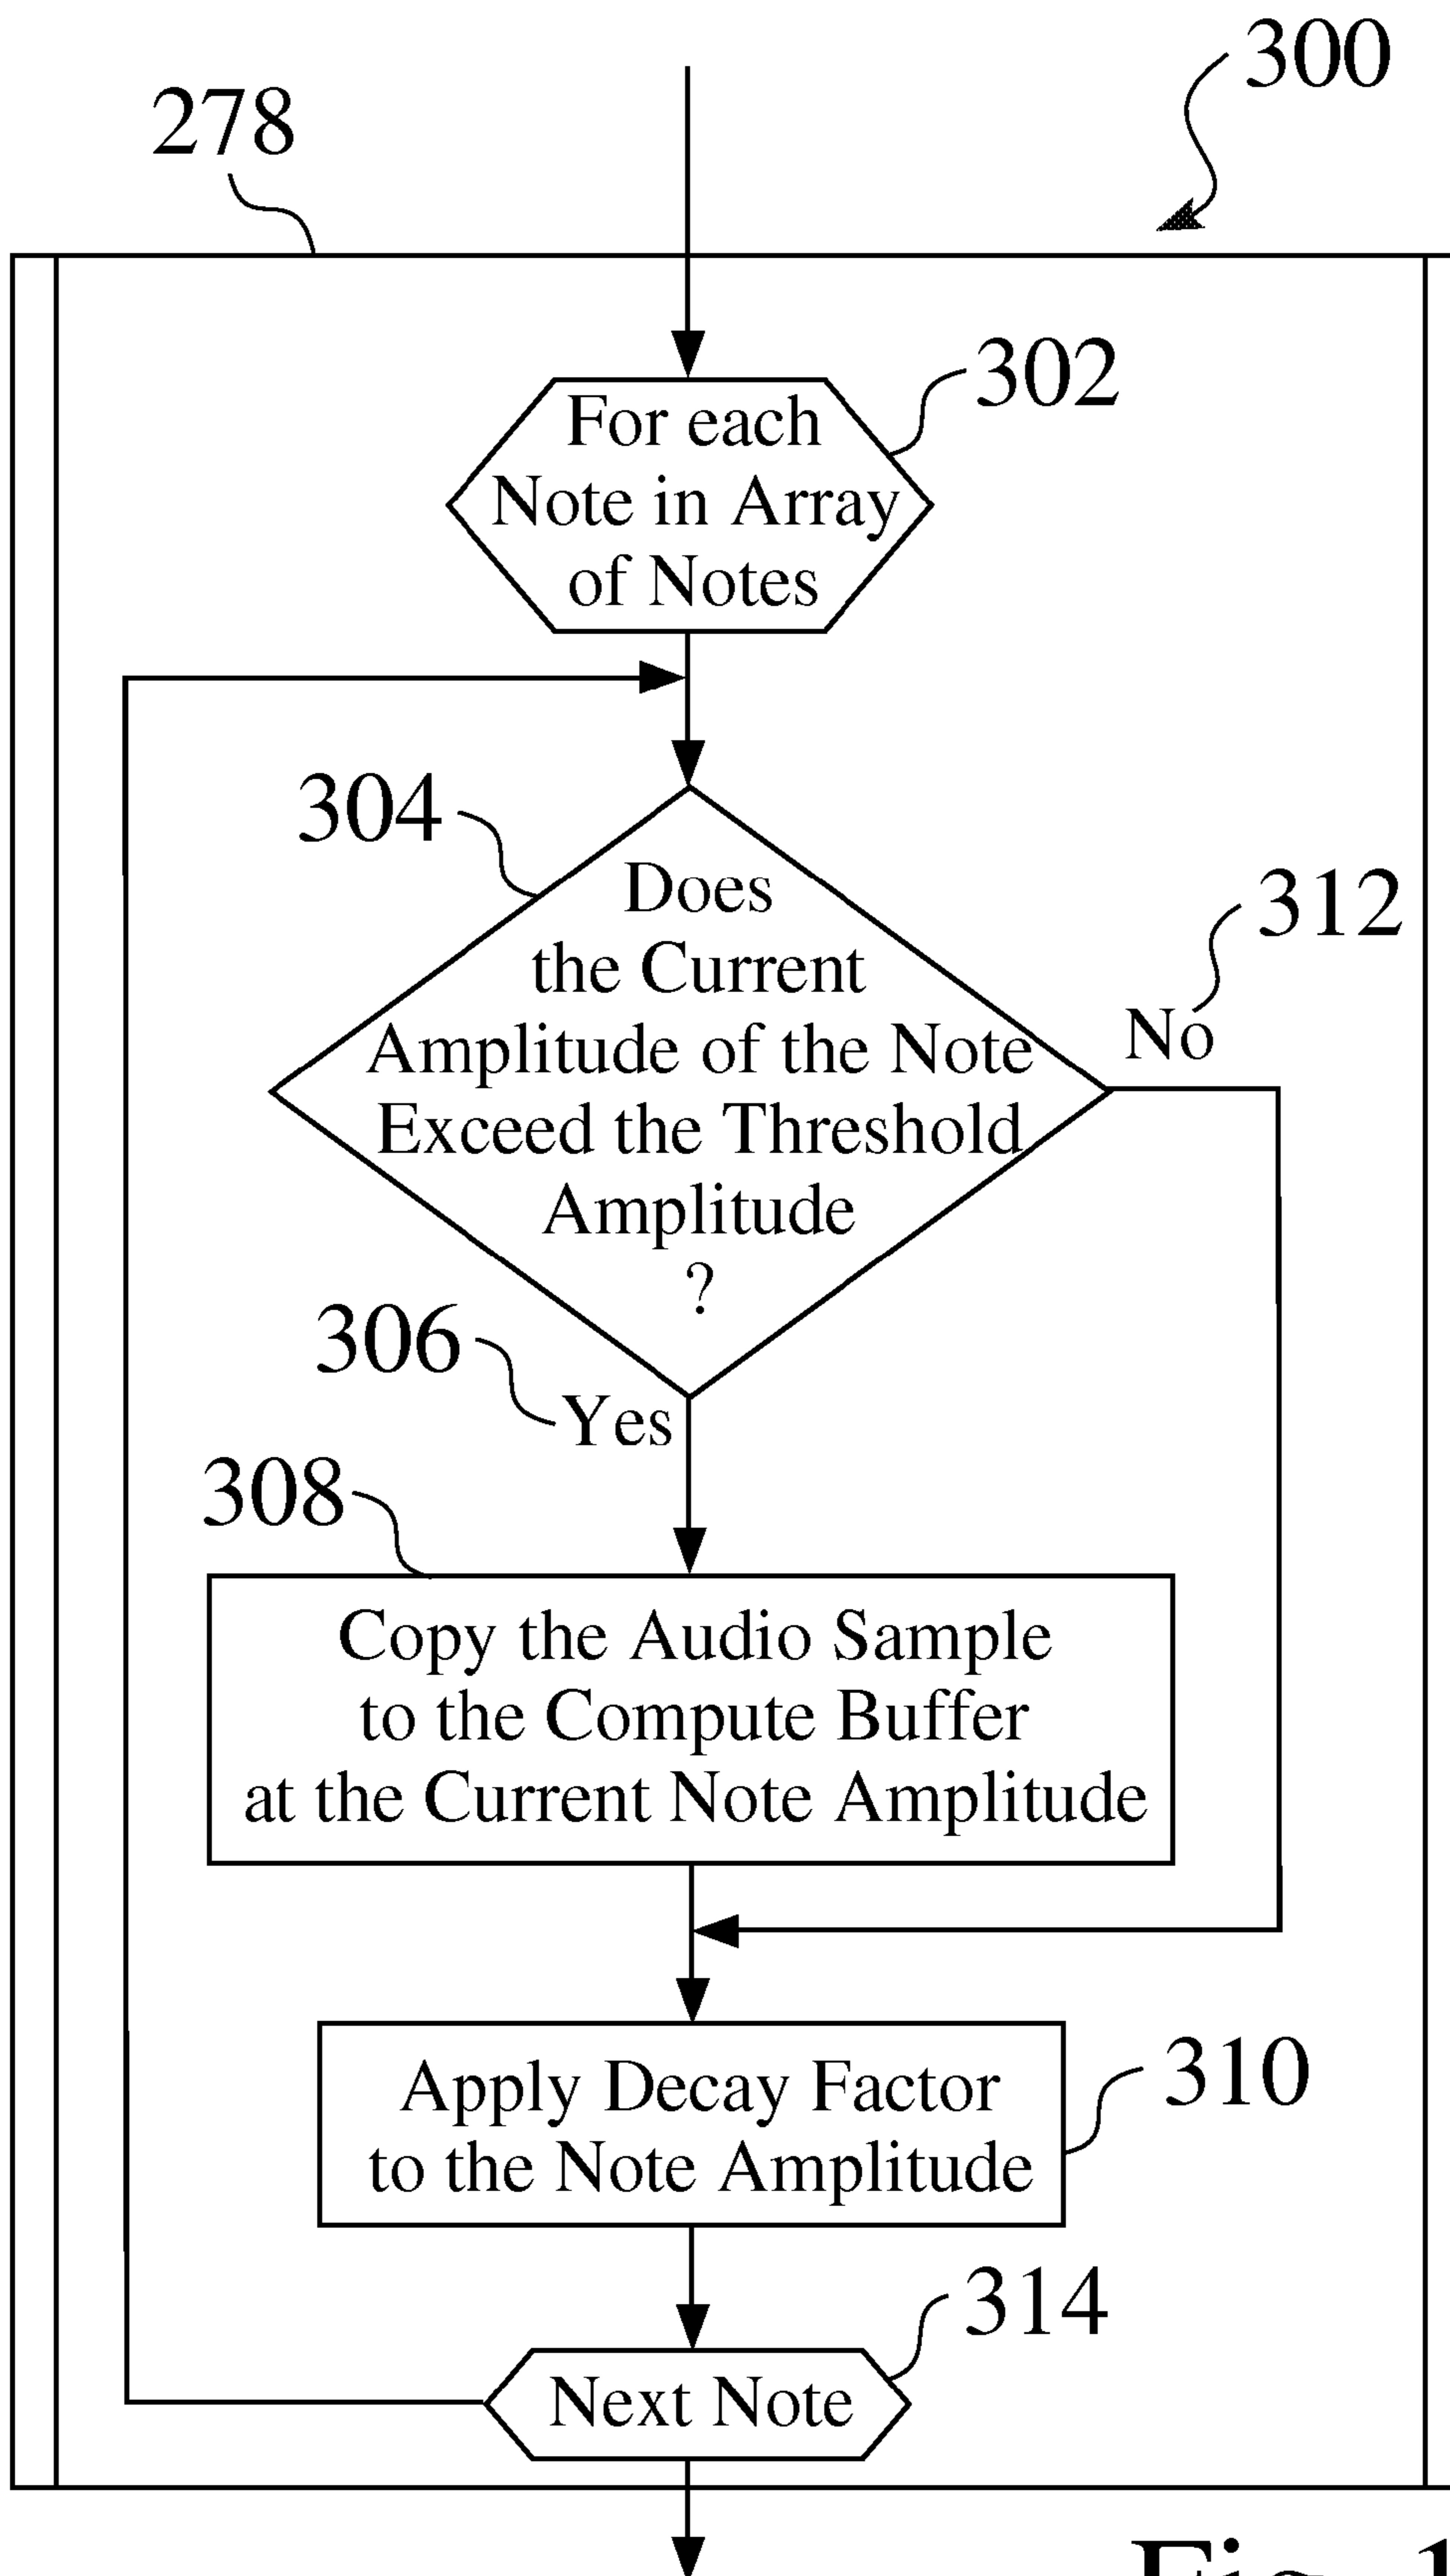 300
278
302
For each
Note in Array
of Notes
304
Does
the Current
Amplitude of the Note
Exceed the Threshold
Amplitude
?
312
No
306
Yes
308
Copy the Audio Sample
to the Compute Buffer
at the Current Note Amplitude
310
Apply Decay Factor
to the Note Amplitude
314
Next Note